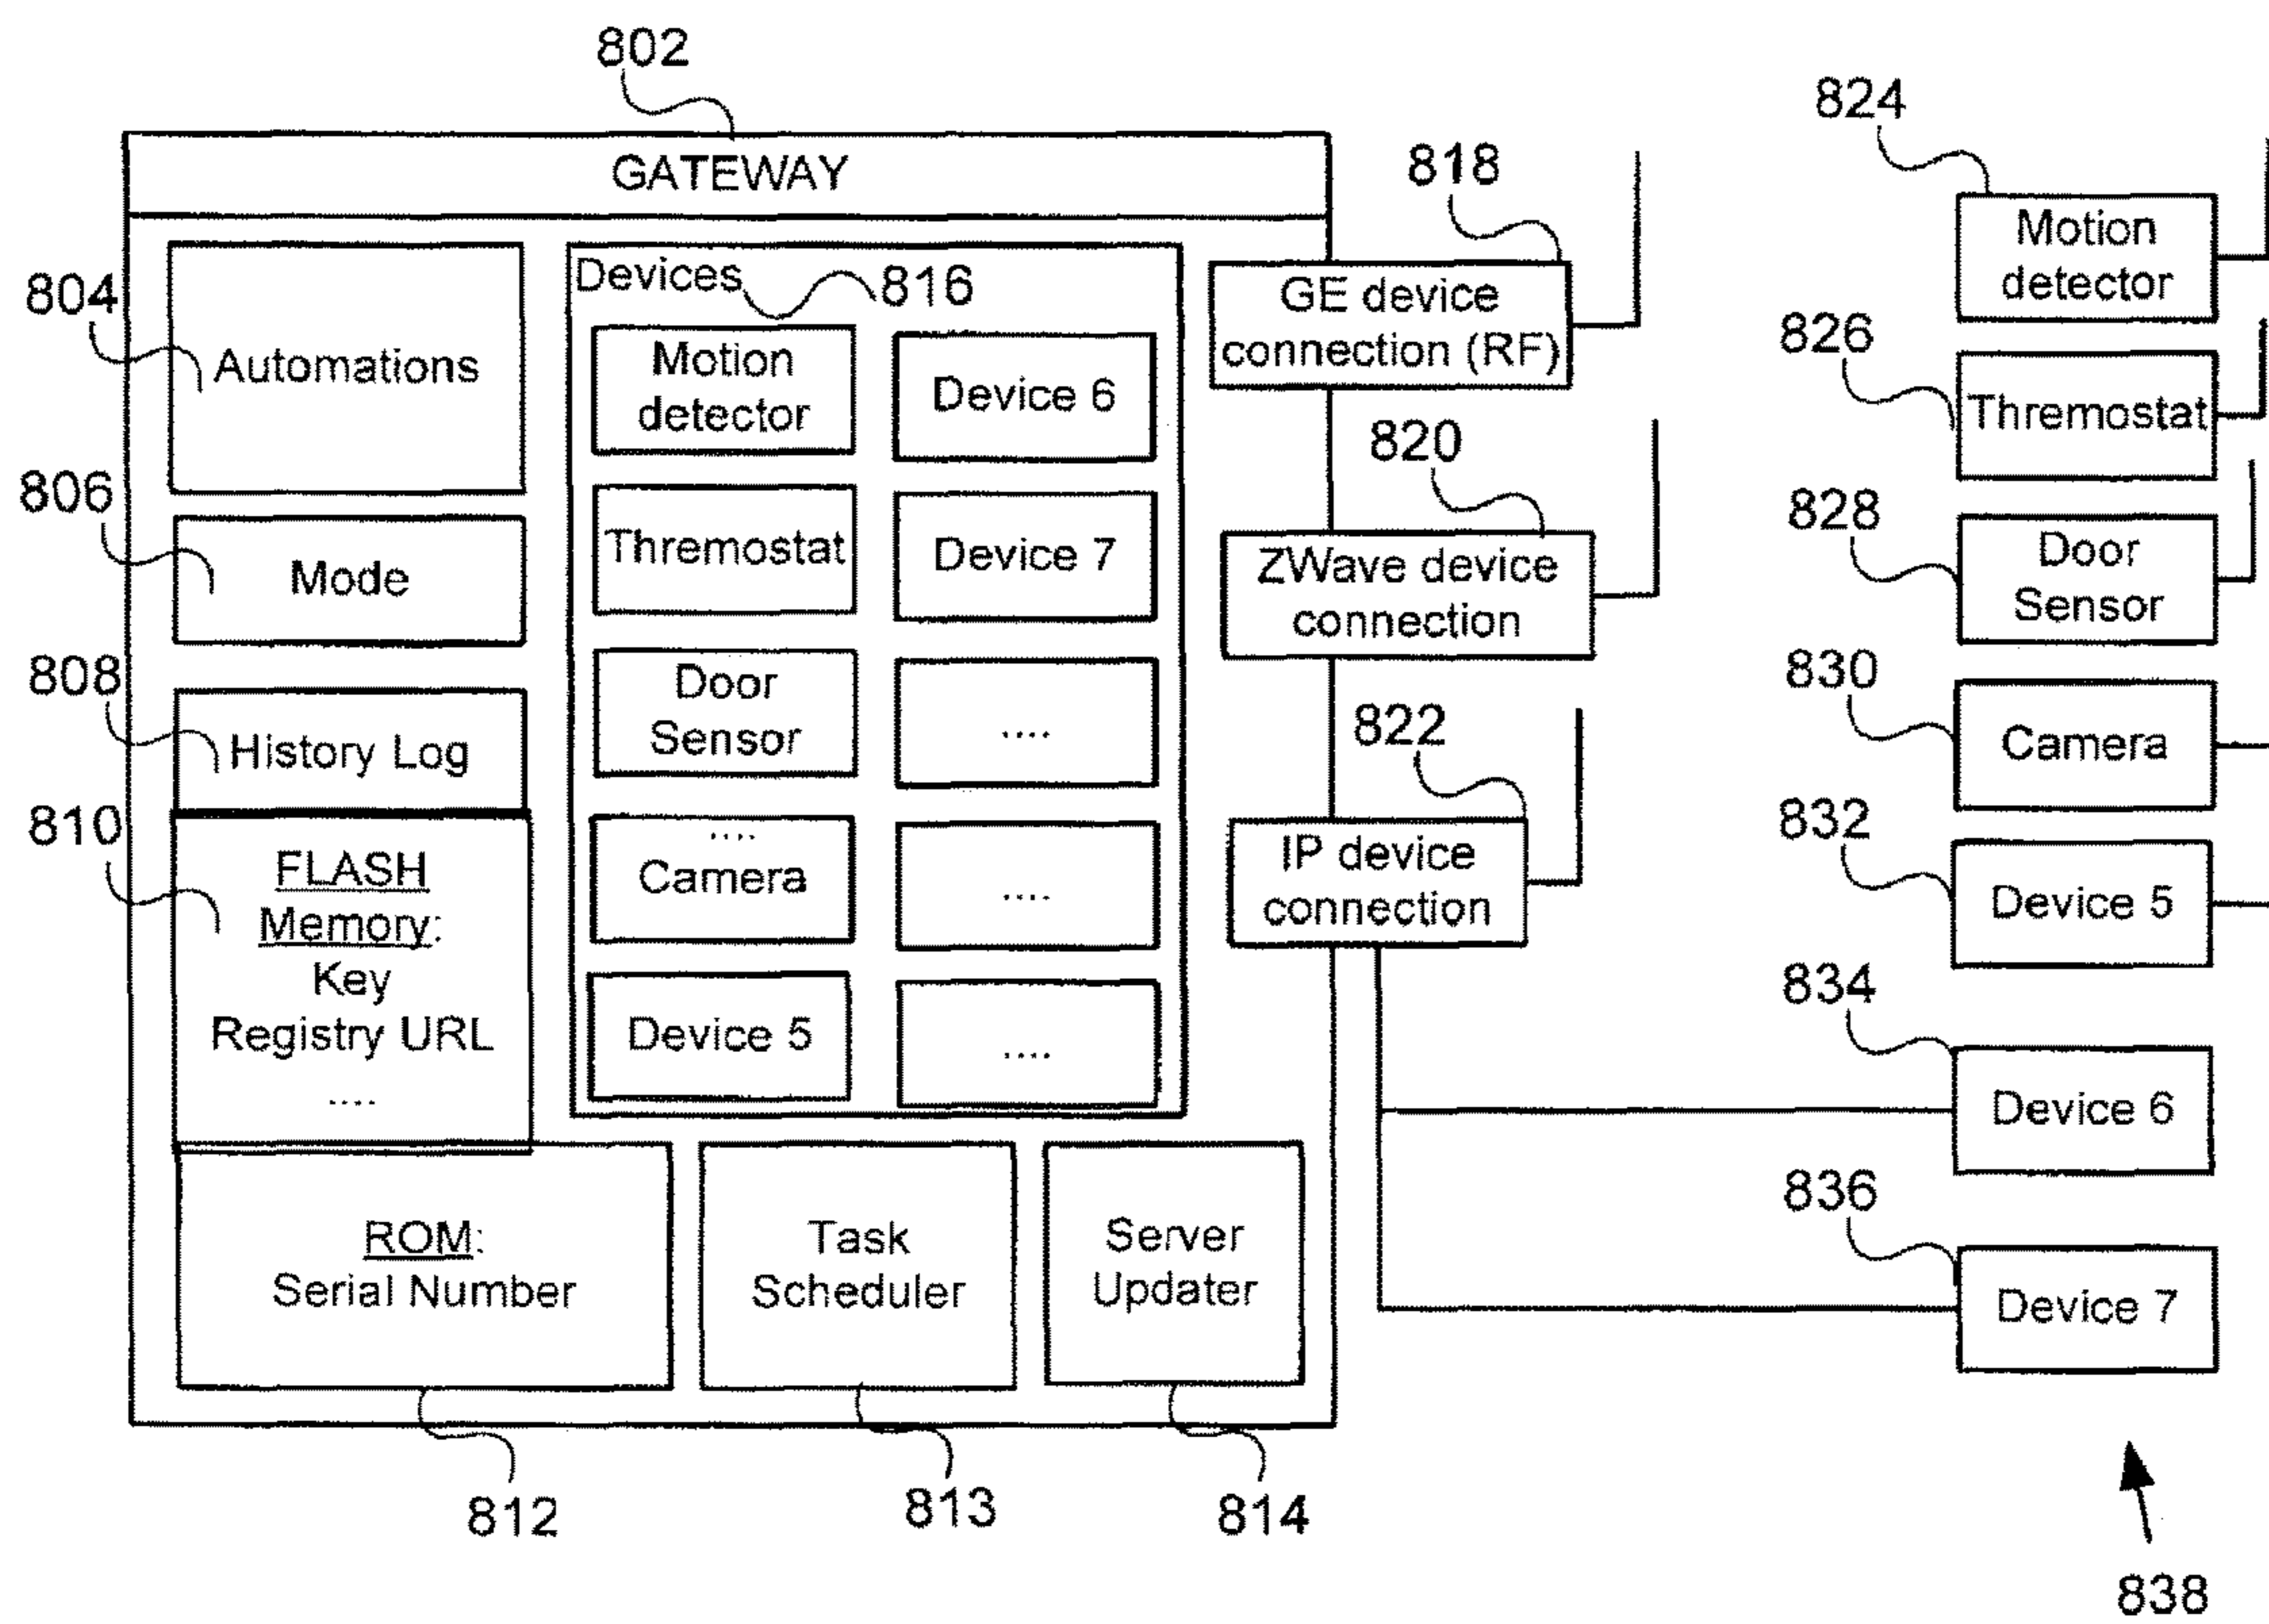 802
GATEWAY
804
Automations
806
Mode
808
History Log
810
FLASH
Memory:
Key
Registry URL
....
ROM:
Serial Number
812
Task
Scheduler
813
Server
Updater
814
Devices
816
Motion
detector
Thremostat
Door
Sensor
....
Camera
Device 5
Device 6
Device 7
....
....
....
818
GE device
connection (RF)
820
ZWave device
connection
822
IP device
connection
824
Motion
detector
826
Thremostat
828
Door
Sensor
830
Camera
832
Device 5
834
Device 6
836
Device 7
838